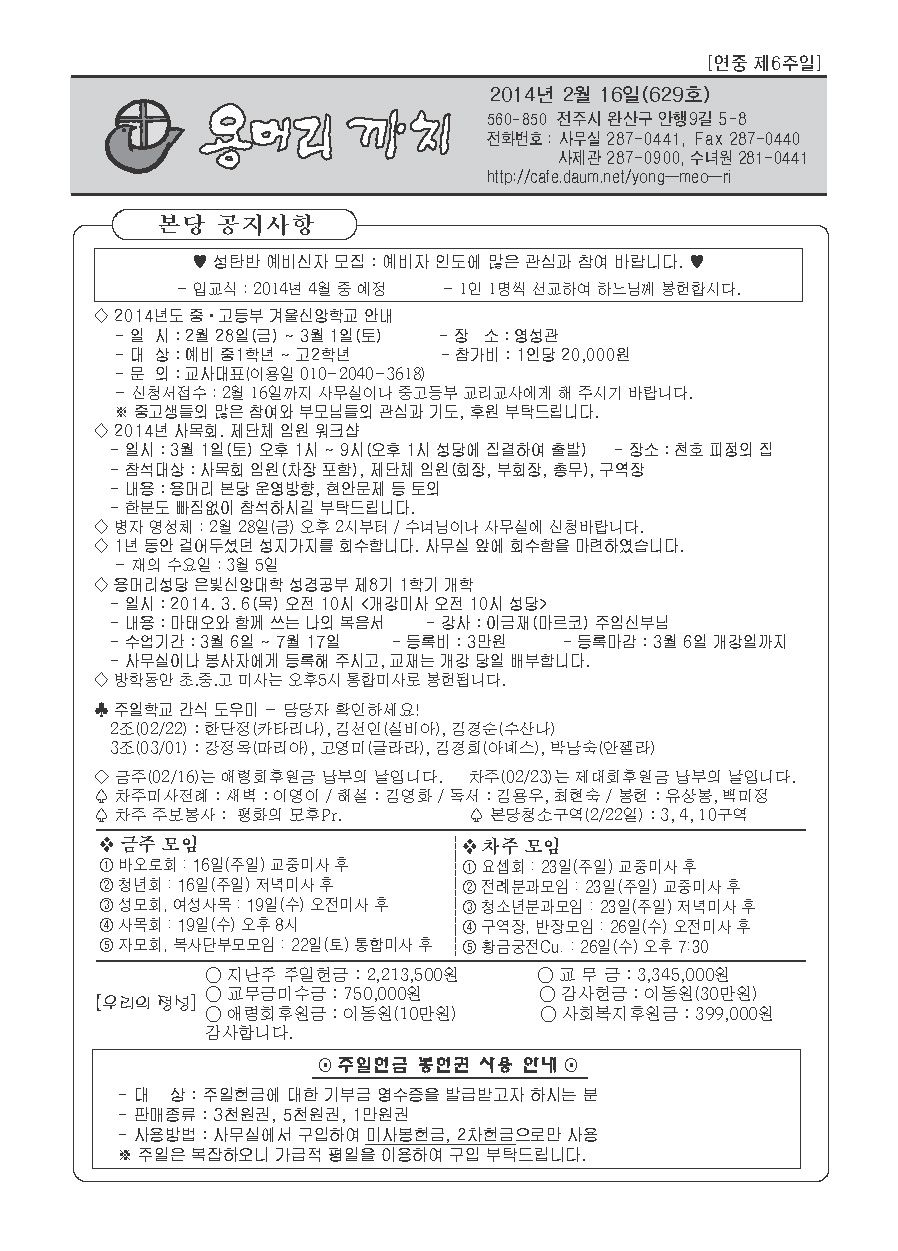 [연중 제6주일]
용머리 까치
2014년 2월 16일(629호)
560-850 전주시 완산구 안행9길 5-8
전화번호 : 사무실 287-0441, Fax 287-0440
사제관 287-0900, 수녀원 281-0441
http://cafe.daum.net/yong―meo―ri
본당 공지사항
♥ 성탄반 예비신자 모집 : 예비자 인도에 많은 관심과 참여 바랍니다. ♥
- 입교식 : 2014년 4월 중 예정 - 1인 1명씩 선교하여 하느님께 봉헌합시다.
◇ 2014년도 중·고등부 겨울신앙학교 안내
- 일 시 : 2월 28일(금) ~ 3월 1일(토) - 장 소 : 영성관
- 대 상 : 예비 중1학년 ~ 고2학년 - 참가비 : 1인당 20,000원
- 문 의 : 교사대표(이용일 010-2040-3618)
- 신청서접수 : 2월 16일까지 사무실이나 중고등부 교리교사에게 해 주시기 바랍니다.
※ 중고생들의 많은 참여와 부모님들의 관심과 기도, 후원 부탁드립니다.
◇ 2014년 사목회. 제단체 임원 워크샵
- 일시 : 3월 1일(토) 오후 1시 ~ 9시(오후 1시 성당에 집결하여 출발) - 장소 : 천호 피정의 집
- 참석대상 : 사목회 임원(차장 포함), 제단체 임원(회장, 부회장, 총무), 구역장
- 내용 : 용머리 본당 운영방향, 현안문제 등 토의
- 한분도 빠짐없이 참석하시길 부탁드립니다.
◇ 병자 영성체 : 2월 28일(금) 오후 2시부터 / 수녀님이나 사무실에 신청바랍니다.
◇ 1년 동안 걸어두셨던 성지가지를 회수합니다. 사무실 앞에 회수함을 마련하였습니다.
- 재의 수요일 : 3월 5일
◇ 용머리성당 은빛신앙대학 성경공부 제8기 1학기 개학
- 일시 : 2014. 3. 6(목) 오전 10시 <개강미사 오전 10시 성당>
- 내용 : 마태오와 함께 쓰는 나의 복음서 - 강사 : 이금재(마르코) 주임신부님
- 수업기간 : 3월 6일 ~ 7월 17일 - 등록비 : 3만원 - 등록마감 : 3월 6일 개강일까지
- 사무실이나 봉사자에게 등록해 주시고, 교재는 개강 당일 배부합니다.
◇ 방학동안 초.중.고 미사는 오후5시 통합미사로 봉헌됩니다.
♣ 주일학교 간식 도우미 - 담당자 확인하세요!
2조(02/22) : 한단정(카타리나), 김선인(실비아), 김경순(수산나)
3조(03/01) : 강정옥(마리아), 고영미(글라라), 김경희(아녜스), 박남숙(안젤라)
◇ 금주(02/16)는 애령회후원금 납부의 날입니다. 차주(02/23)는 제대회후원금 납부의 날입니다.
♤ 차주미사전례 : 새벽 : 이영이 / 해설 : 김영화 / 독서 : 김용우, 최현숙 / 봉헌 : 유상봉, 백미정
♤ 차주 주보봉사 : 평화의 모후Pr. ♤ 본당청소구역(2/22일) : 3, 4, 10구역
❖ 금주 모임
① 바오로회 : 16일(주일) 교중미사 후
② 청년회 : 16일(주일) 저녁미사 후
③ 성모회, 여성사목 : 19일(수) 오전미사 후
④ 사목회 : 19일(수) 오후 8시
⑤ 자모회, 복사단부모모임 : 22일(토) 통합미사 후
❖ 차주 모임
① 요셉회 : 23일(주일) 교중미사 후
② 전례분과모임 : 23일(주일) 교중미사 후
③ 청소년분과모임 : 23일(주일) 저녁미사 후
④ 구역장, 반장모임 : 26일(수) 오전미사 후
⑤ 황금궁전Cu. : 26일(수) 오후 7:30
[우리의 정성]
○ 지난주 주일헌금 : 2,213,500원 ○ 교 무 금 : 3,345,000원
○ 교무금미수금 : 750,000원 ○ 감사헌금 : 이동원(30만원)
○ 애령회후원금 : 이동원(10만원) ○ 사회복지후원금 : 399,000원
감사합니다.
⊙ 주일헌금 봉헌권 사용 안내 ⊙
- 대 상 : 주일헌금에 대한 기부금 영수증을 발급받고자 하시는 분
- 판매종류 : 3천원권, 5천원권, 1만원권
- 사용방법 : 사무실에서 구입하여 미사봉헌금, 2차헌금으로만 사용
※ 주일은 복잡하오니 가급적 평일을 이용하여 구입 부탁드립니다.